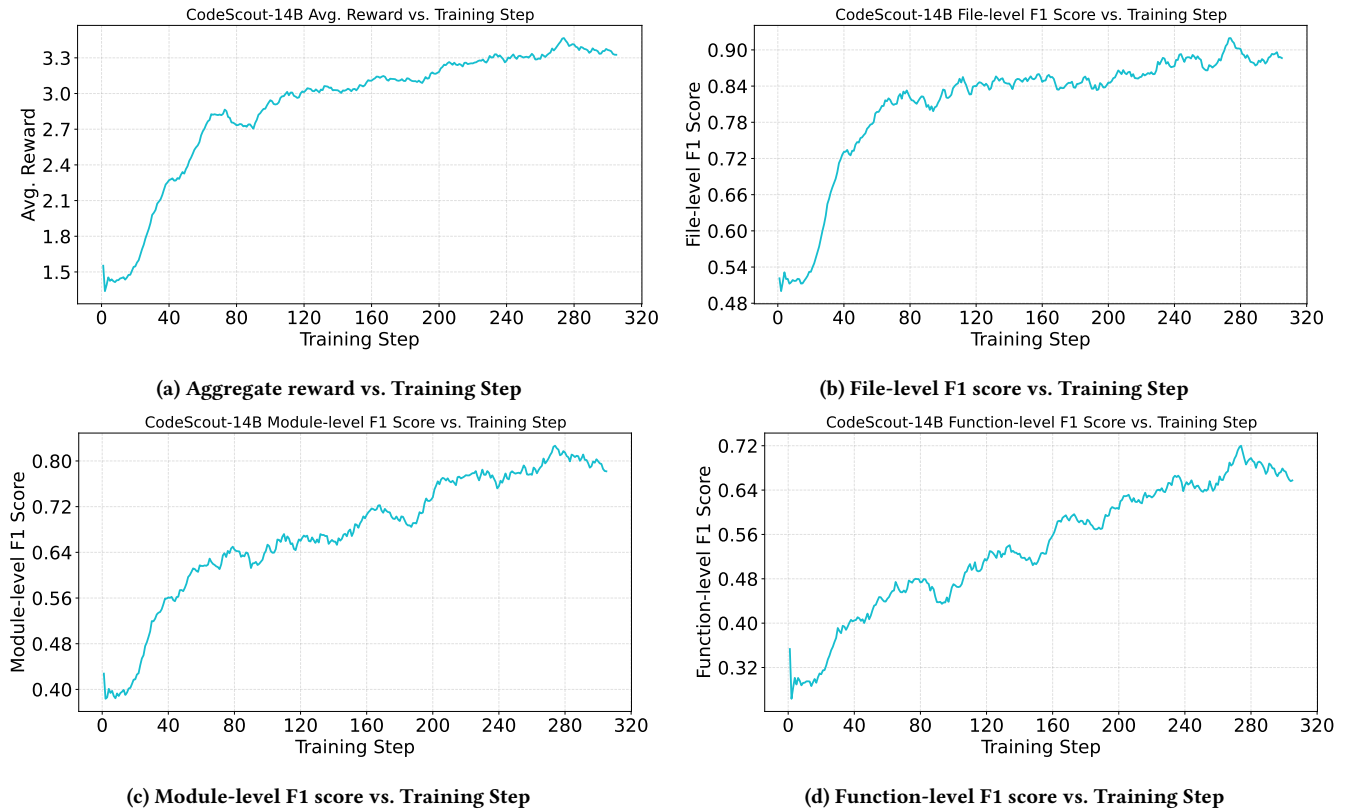 CodeScout-14B Avg. Reward vs. Training Step
3.3
3.0
2.7
2.4
2.1
1.8
1.5
Avg. Reward
0 40 80 120 160 200 240 280 320
Training Step
(a) Aggregate reward vs. Training Step
CodeScout-14B File-level F1 Score vs. Training Step
0.90
0.84
0.78
0.72
0.66
0.60
0.54
0.48
File-level F1 Score
0 40 80 120 160 200 240 280 320
Training Step
(b) File-level F1 score vs. Training Step
CodeScout-14B Module-level F1 Score vs. Training Step
0.80
0.72
0.64
0.56
0.48
0.40
Module-level F1 Score
0 40 80 120 160 200 240 280 320
Training Step
(c) Module-level F1 score vs. Training Step
CodeScout-14B Function-level F1 Score vs. Training Step
0.72
0.64
0.56
0.48
0.40
0.32
Function-level F1 Score
0 40 80 120 160 200 240 280 320
Training Step
(d) Function-level F1 score vs. Training Step